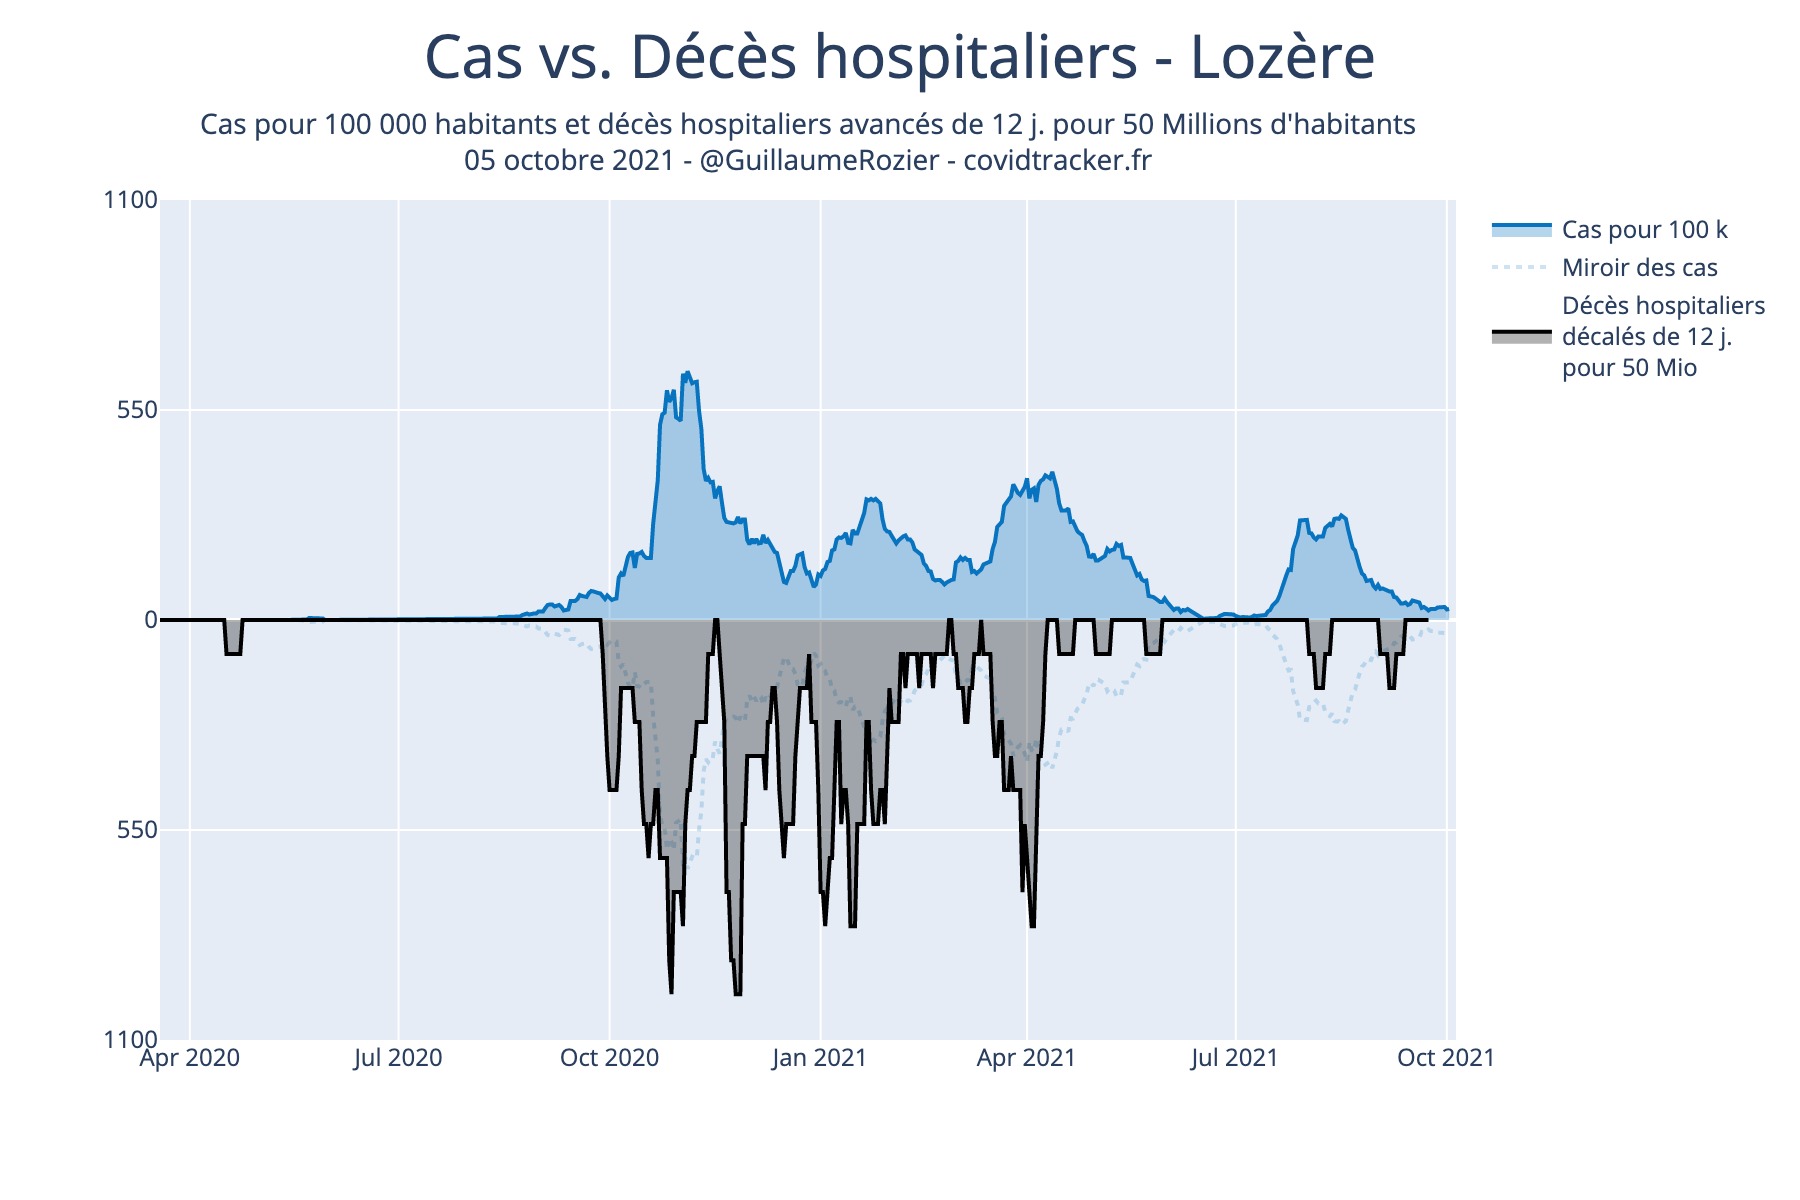 Cas vs. Décès hospitaliers - Lozère
Cas pour 100 000 habitants et décès hospitaliers avancés de 12 j. pour 50 Millions d'habitants
05 octobre 2021 - @GuillaumeRozier - covidtracker.fr
1100
550
0
550
1100
Apr 2020
Jul 2020
Oct 2020
Jan 2021
Apr 2021
Jul 2021
Oct 2021
Cas pour 100 k
Miroir des cas
Décès hospitaliers
décalés de 12 j.
pour 50 Mio